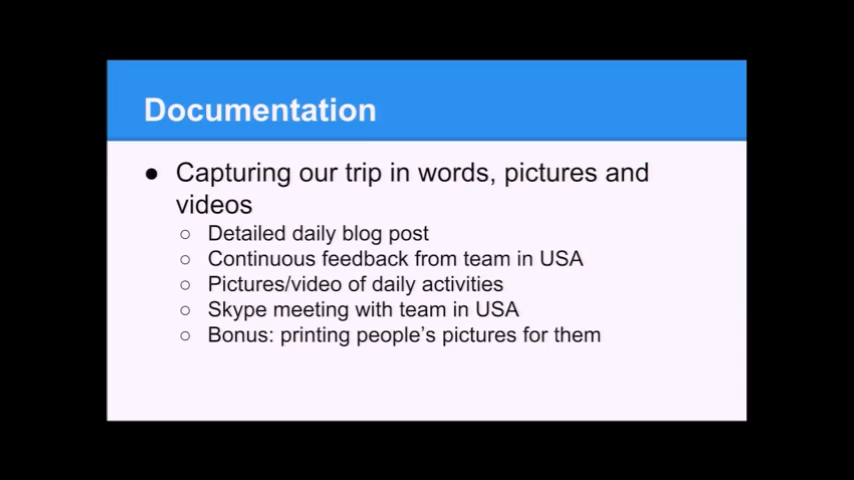 Documentation
● Capturing our trip in words, pictures and
videos
○ Detailed daily blog post
○ Continuous feedback from team in USA
○ Pictures/video of daily activities
○ Skype meeting with team in USA
○ Bonus: printing people’s pictures for them